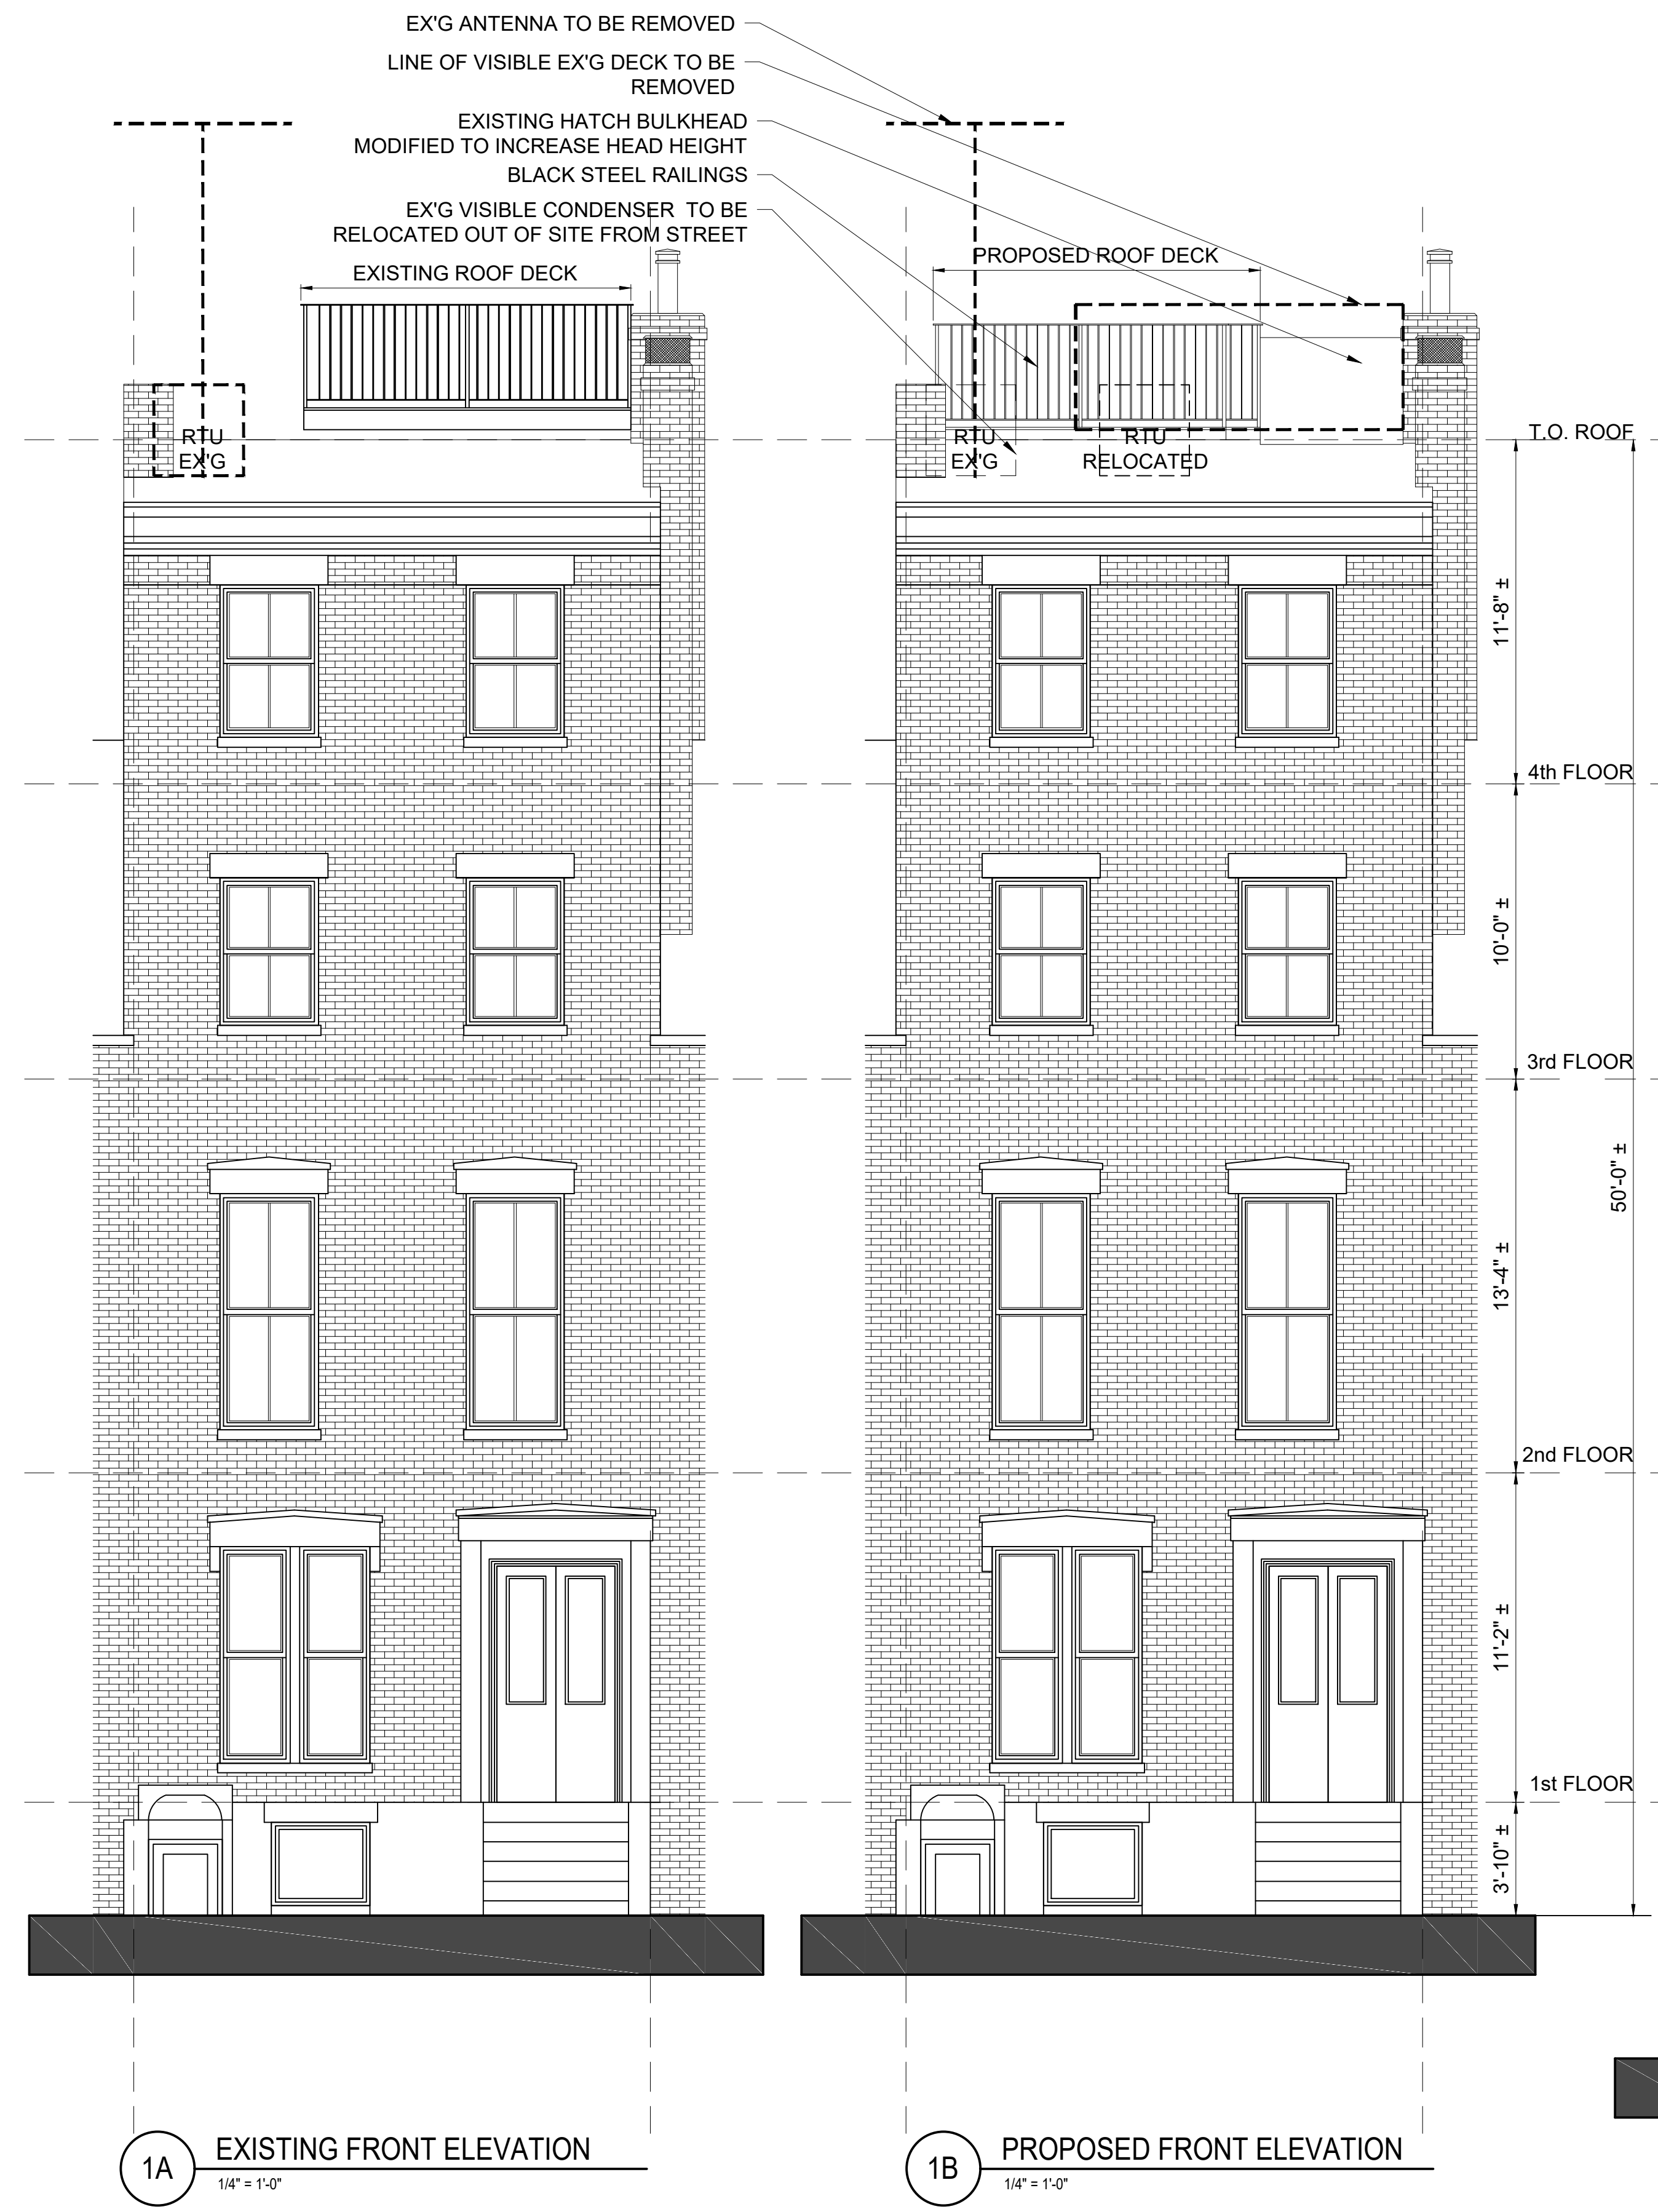 EX'G ANTENNA TO BE REMOVED
LINE OF VISIBLE EX'G DECK TO BE
REMOVED
EXISTING HATCH BULKHEAD
MODIFIED TO INCREASE HEAD HEIGHT
BLACK STEEL RAILINGS
EX'G VISIBLE CONDENSER TO BE
RELOCATED OUT OF SITE FROM STREET
EXISTING ROOF DECK
PROPOSED ROOF DECK
RTU
EX'G
RTU
EX'G
RTU
RELOCATED
T.O. ROOF
11'-8" ±
4th FLOOR
10'-0" ±
3rd FLOOR
50'-0" ±
13'-4" ±
2nd FLOOR
11'-2" ±
1st FLOOR
3'-10" ±
1A
EXISTING FRONT ELEVATION
1/4" = 1'-0"
1B
PROPOSED FRONT ELEVATION
1/4" = 1'-0"